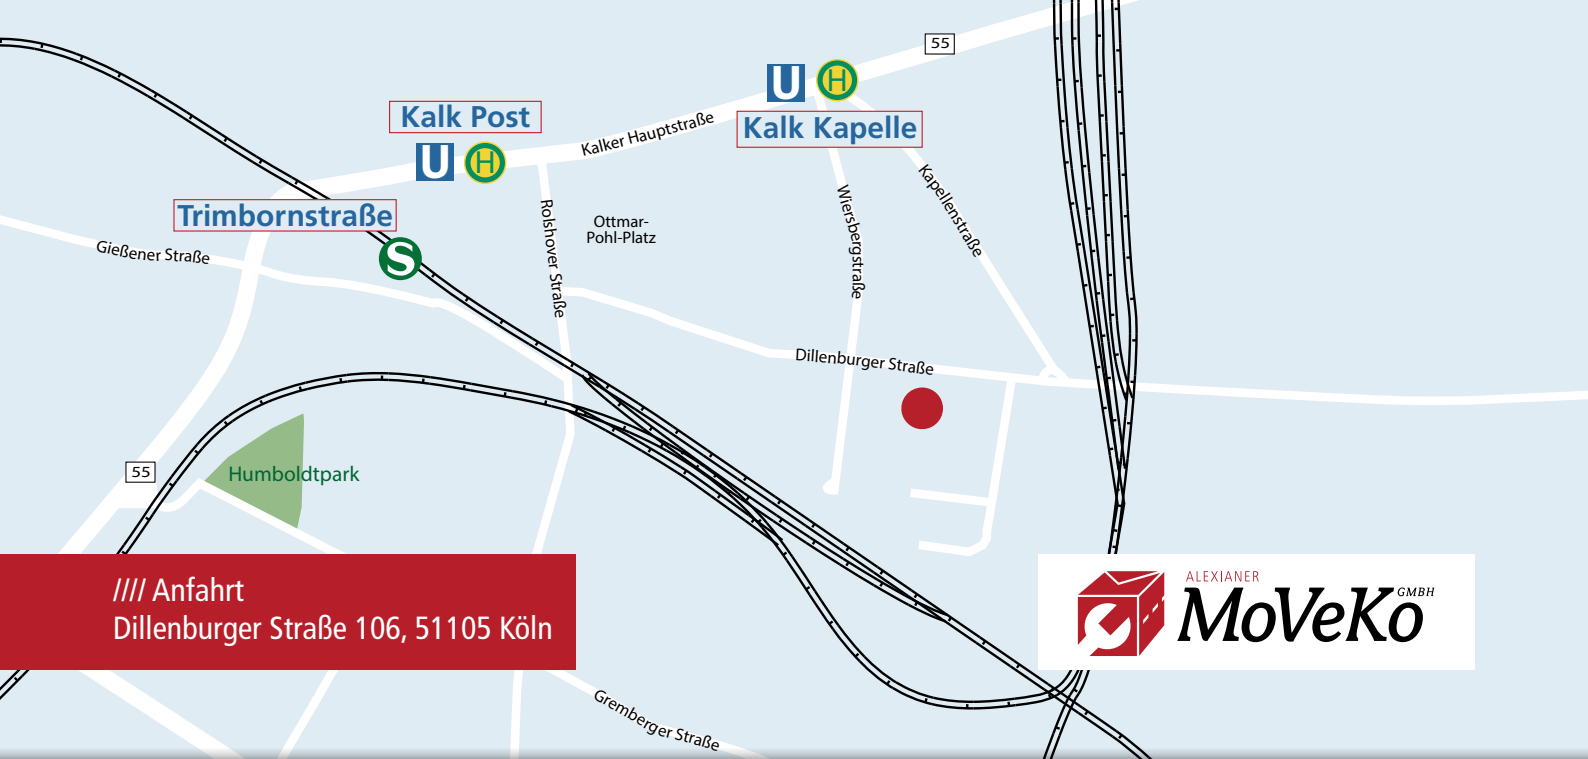 55
U H
Kalk Post
Kalk Kapelle
Kalker Hauptstraße
U H
Trimbornstraße
S
Gießener Straße
Rolshover Straße
Ottmar-
Pohl-Platz
Wiersbergstraße
Kapellenstraße
Dillenburger Straße
55
Humboldtpark
//// Anfahrt
Dillenburger Straße 106, 51105 Köln
ALEXIANER
MoVeKo GMBH
Gremberger Straße